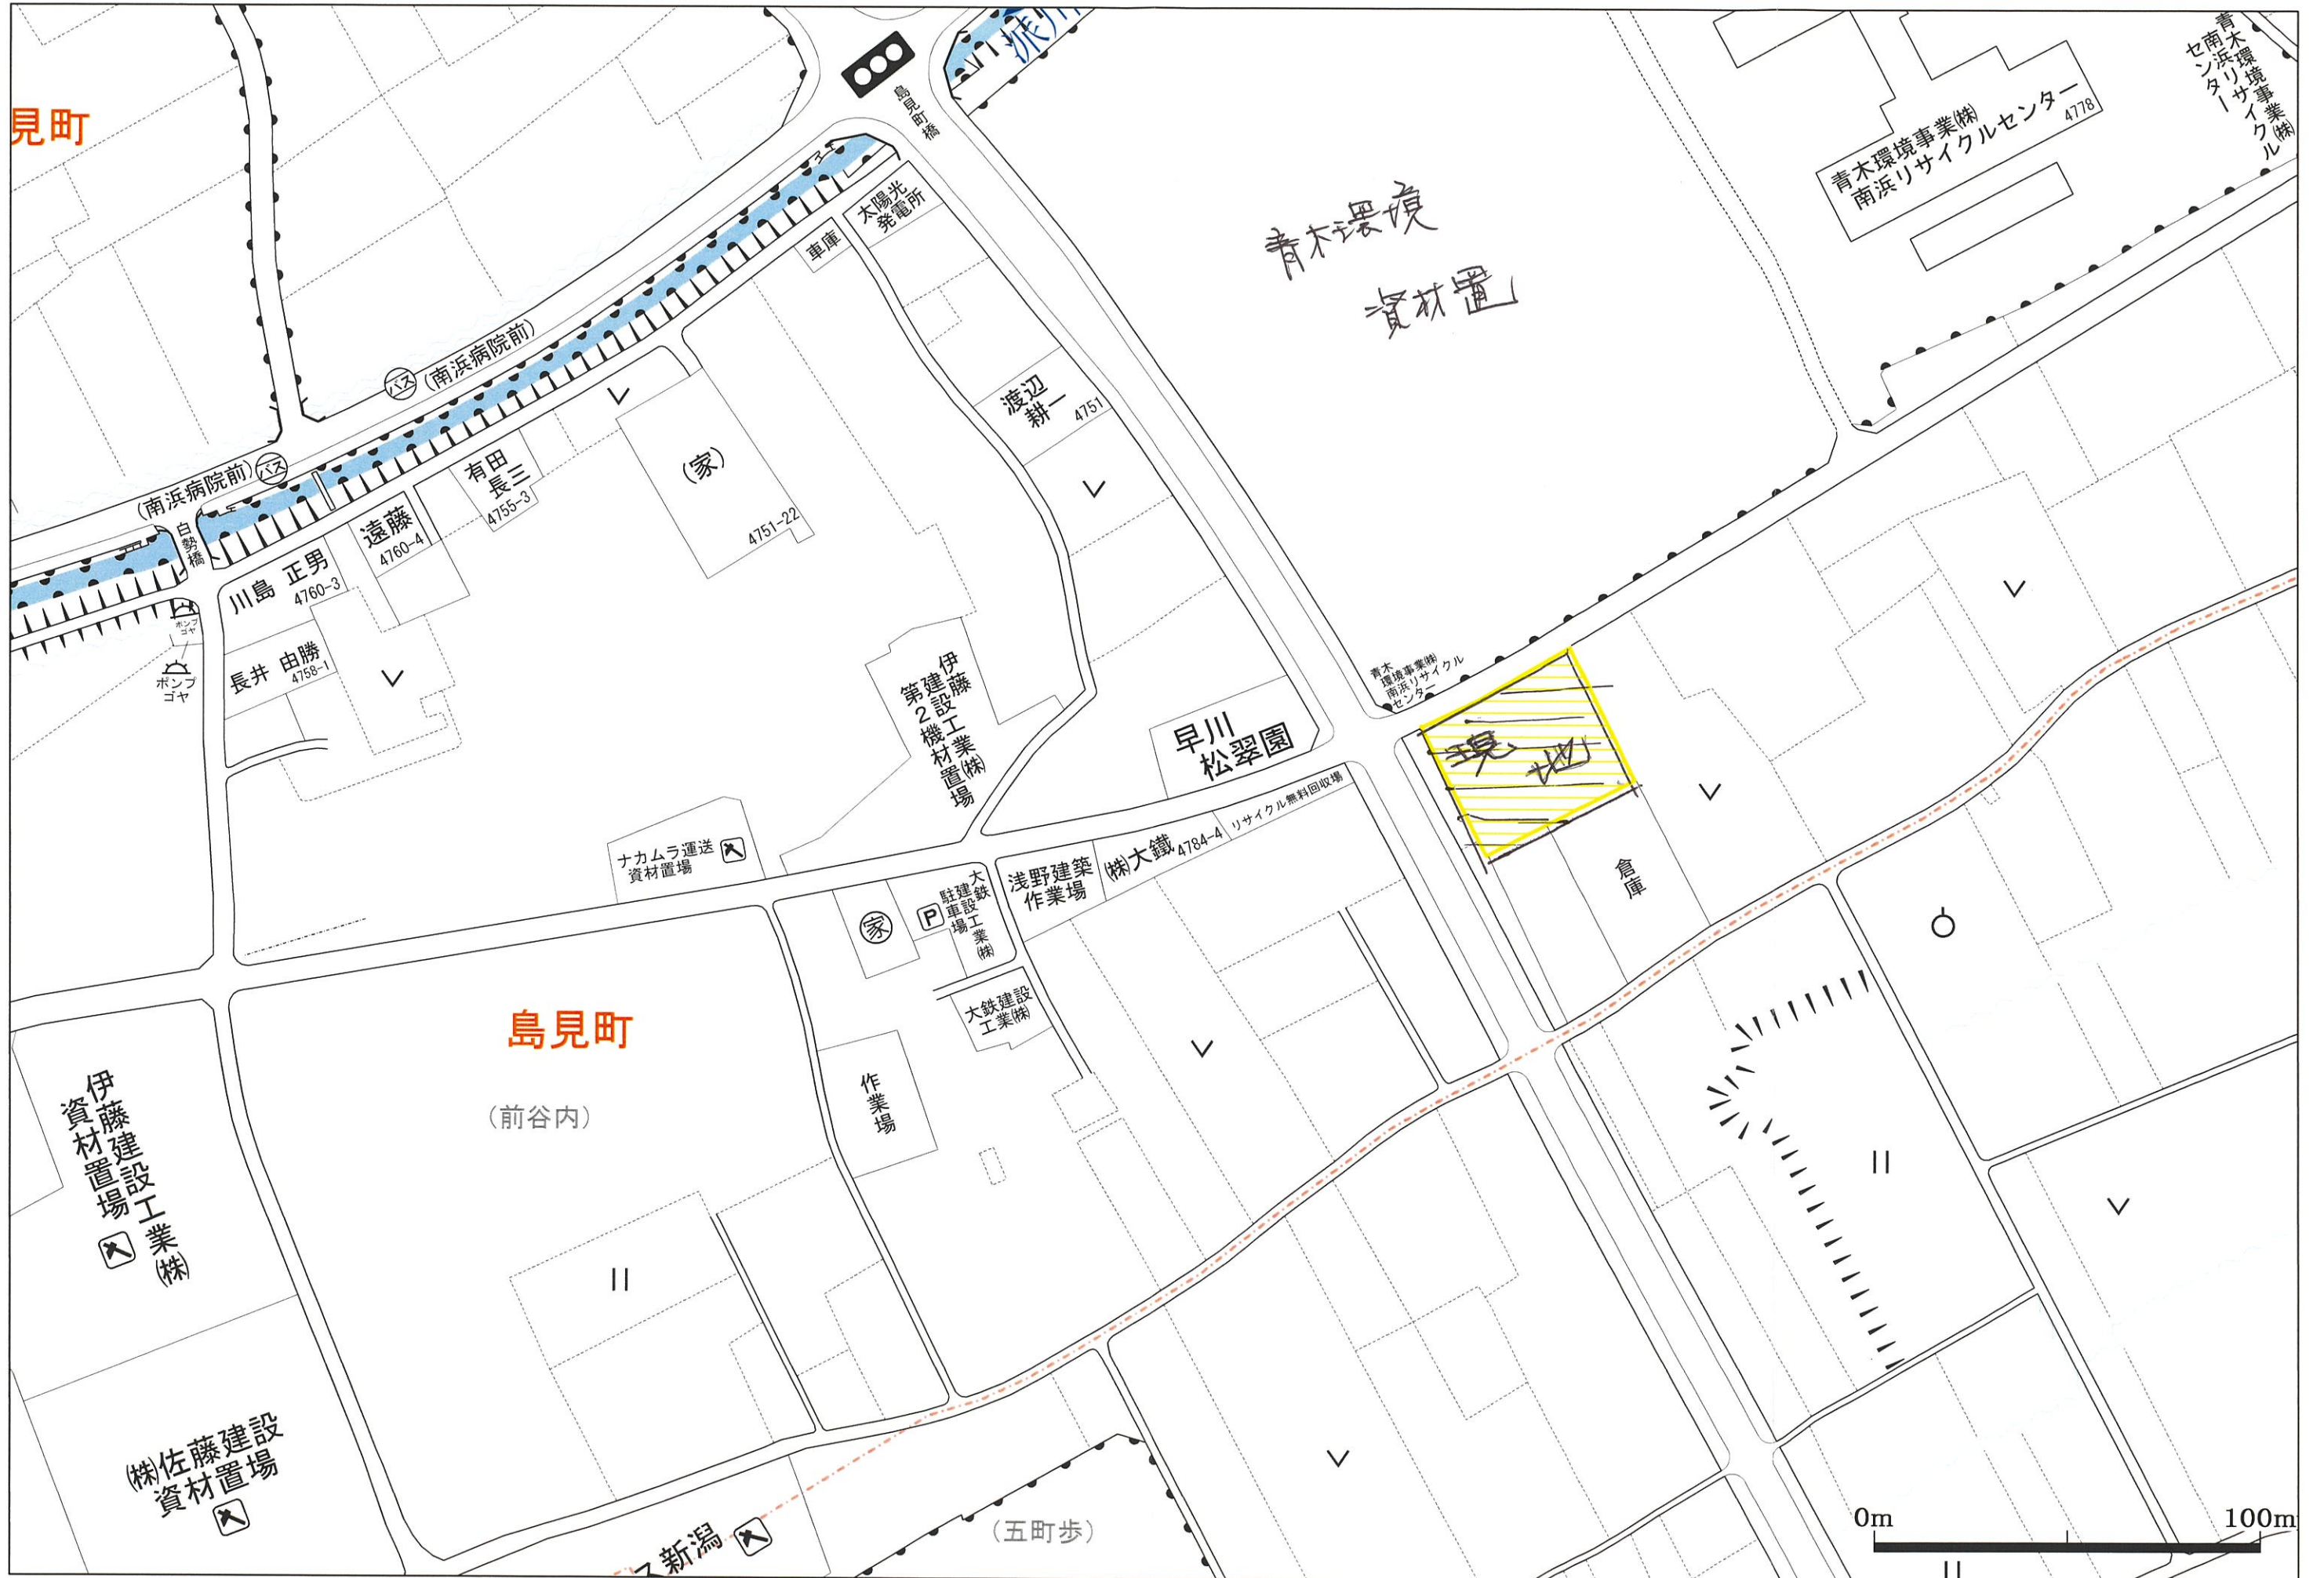 見町
島見町橋
青木環境事業㈱
南浜リサイクルセンター
4778
青木環境事業㈱
南浜リサイクル
センター
太陽光
発電所
車庫
青木環境
資材置
バス
(南浜病院前)
渡辺
耕一
4751
(南浜病院前)
バス
有田
長三
4755-3
(家)
4751-22
白勢橋
遠藤
4760-4
川島 正男
4760-3
長井 由勝
4758-1
ポンプ
ゴヤ
ポンプ
ゴヤ
伊藤
建設工業㈱
第2機材置場
早川
松翠園
青木
環境事業㈱
南浜リサイクル
センター
現 地
リサイクル無料回収場
ナカムラ運送
資材置場
浅野建築
作業場
㈱大鐵
4784-4
倉庫
家
P
大鉄
建設工業㈱
駐車場
大鉄建設
工業㈱
島見町
(前谷内)
作業場
伊藤建設工業㈱
資材置場
㈱佐藤建設
資材置場
ス新潟
(五町歩)
0m
100m